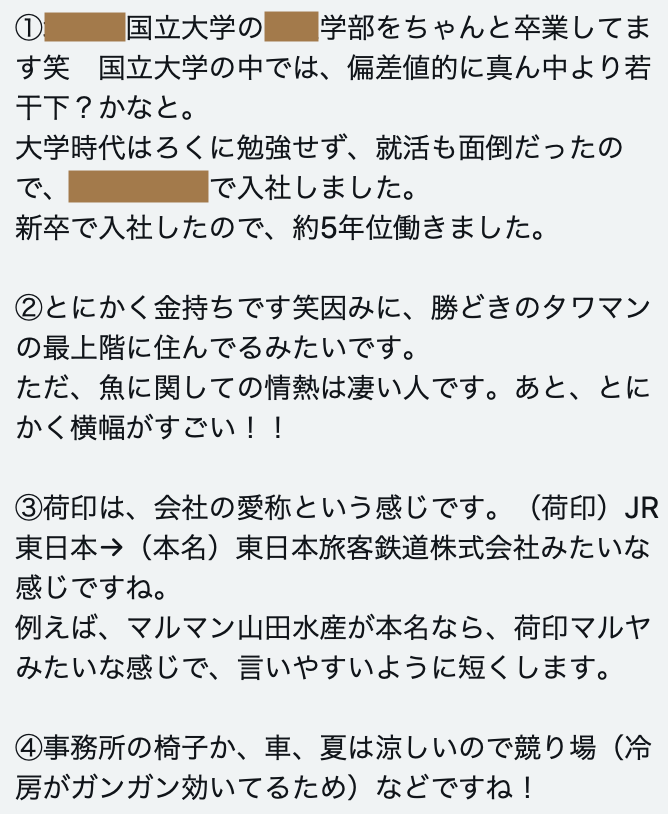 ①国立大学の学部をちゃんと卒業してま
す笑　国立大学の中では、偏差値的に真ん中より若
干下？かなと。
大学時代はろくに勉強せず、就活も面倒だったの
で、で入社しました。
新卒で入社したので、約5年位働きました。
②とにかく金持ちです笑因みに、勝どきのタワマン
の最上階に住んでるみたいです。
ただ、魚に関しての情熱は凄い人です。あと、とに
かく横幅がすごい！！
③荷印は、会社の愛称という感じです。（荷印）JR
東日本→（本名）東日本旅客鉄道株式会社みたいな
感じですね。
例えば、マルマン山田水産が本名なら、荷印マルヤ
みたいな感じで、言いやすいように短くします。
④事務所の椅子か、車、夏は涼しいので競り場（冷
房がガンガン効いてるため）などですね！